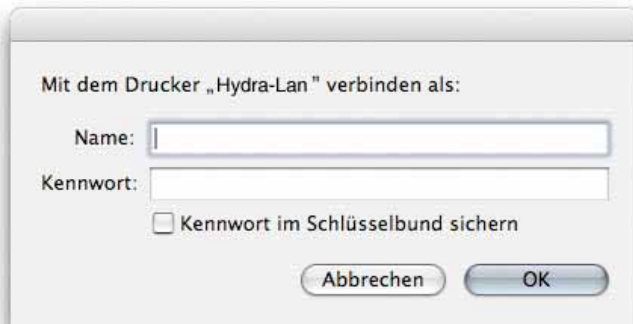 Mit dem Drucker „Hydra-Lan" verbinden als:
Name:
Kennwort:
Kennwort im Schlüsselbund sichern
Abbrechen OK